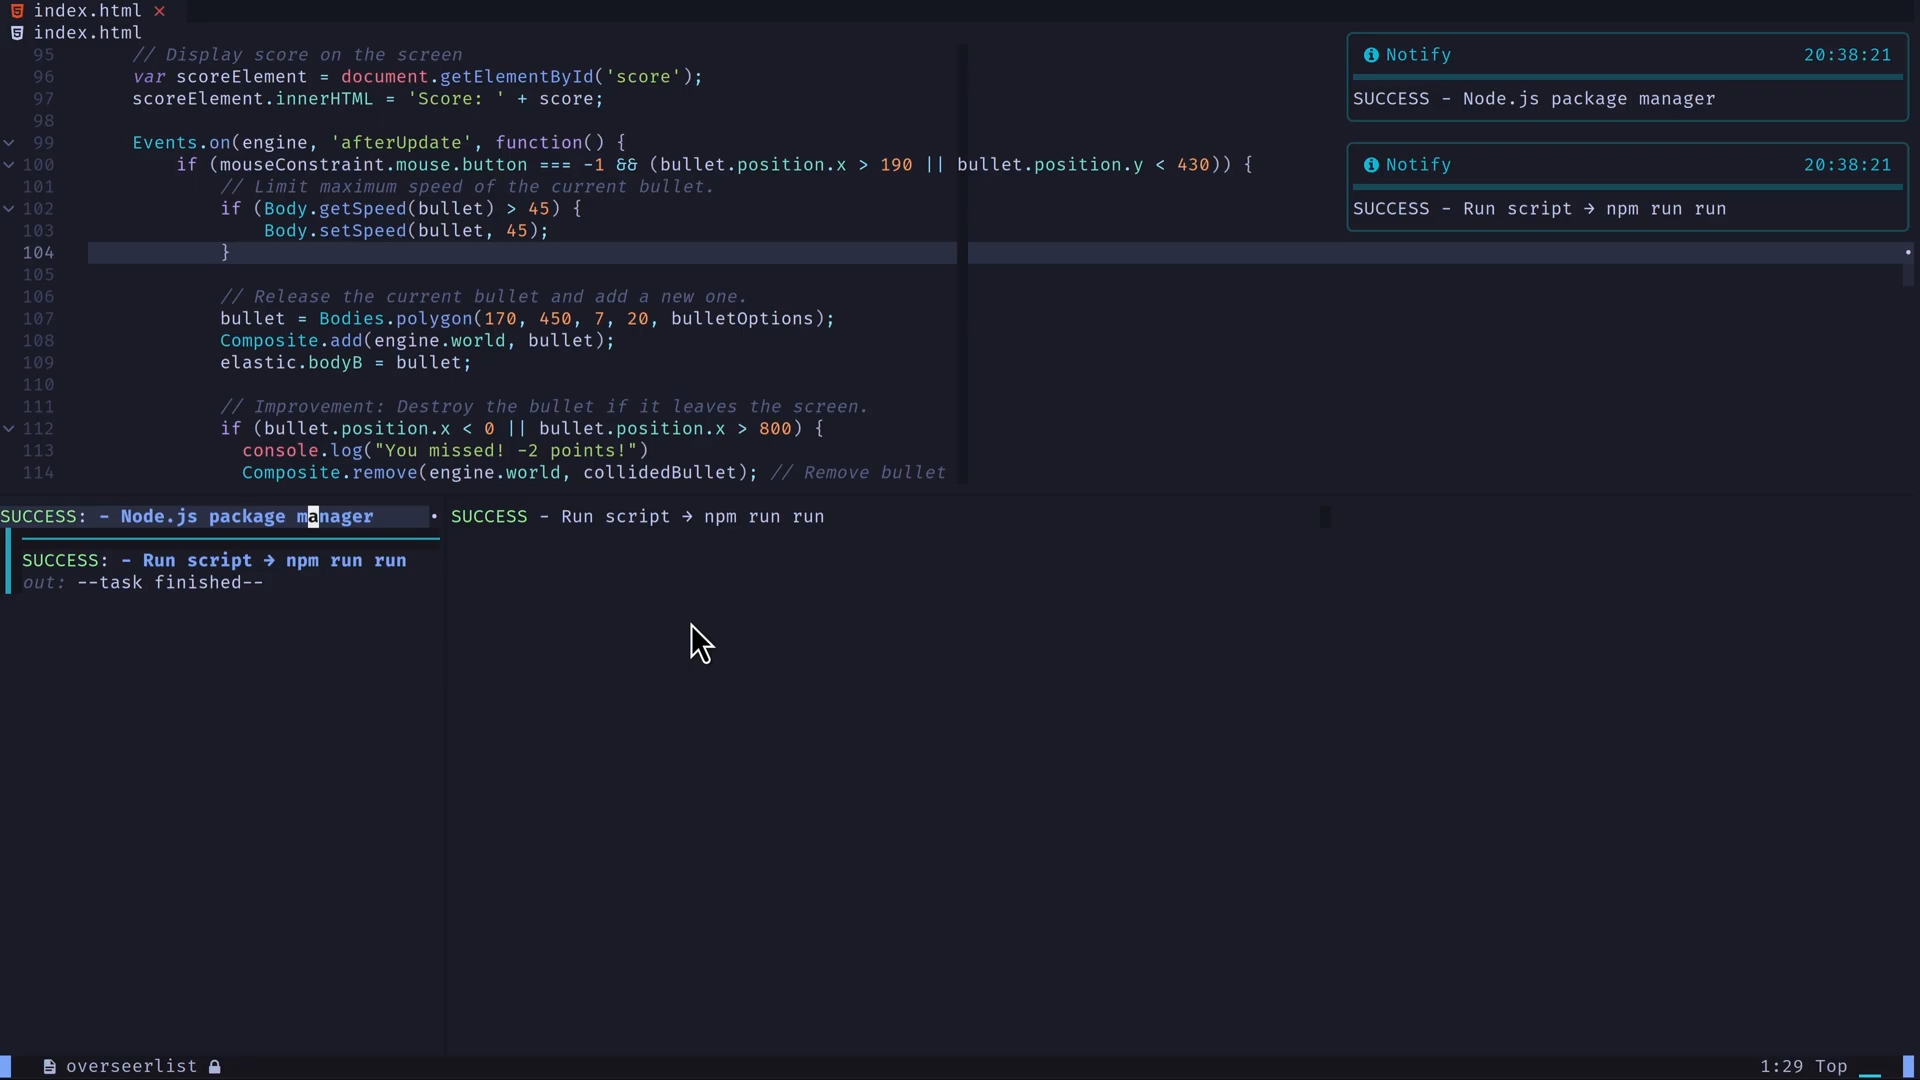 index.html ×
index.html
95 // Display score on the screen
96 var scoreElement = document.getElementById('score');
97 scoreElement.innerHTML = 'Score: ' + score;
98
99 Events.on(engine, 'afterUpdate', function() {
100 if (mouseConstraint.mouse.button === -1 && (bullet.position.x > 190 || bullet.position.y < 430)) {
101 // Limit maximum speed of the current bullet.
102 if (Body.getSpeed(bullet) > 45) {
103 Body.setSpeed(bullet, 45);
104 }
105
106 // Release the current bullet and add a new one.
107 bullet = Bodies.polygon(170, 450, 7, 20, bulletOptions);
108 Composite.add(engine.world, bullet);
109 elastic.bodyB = bullet;
110
111 // Improvement: Destroy the bullet if it leaves the screen.
112 if (bullet.position.x < 0 || bullet.position.x > 800) {
113 console.log("You missed! -2 points!")
114 Composite.remove(engine.world, collidedBullet); // Remove bullet
Notify 20:38:21
SUCCESS - Node.js package manager
Notify 20:38:21
SUCCESS - Run script → npm run run
SUCCESS: - Node.js package manager
SUCCESS: - Run script → npm run run
out: --task finished--
SUCCESS - Run script → npm run run
overseerlist 1:29 Top